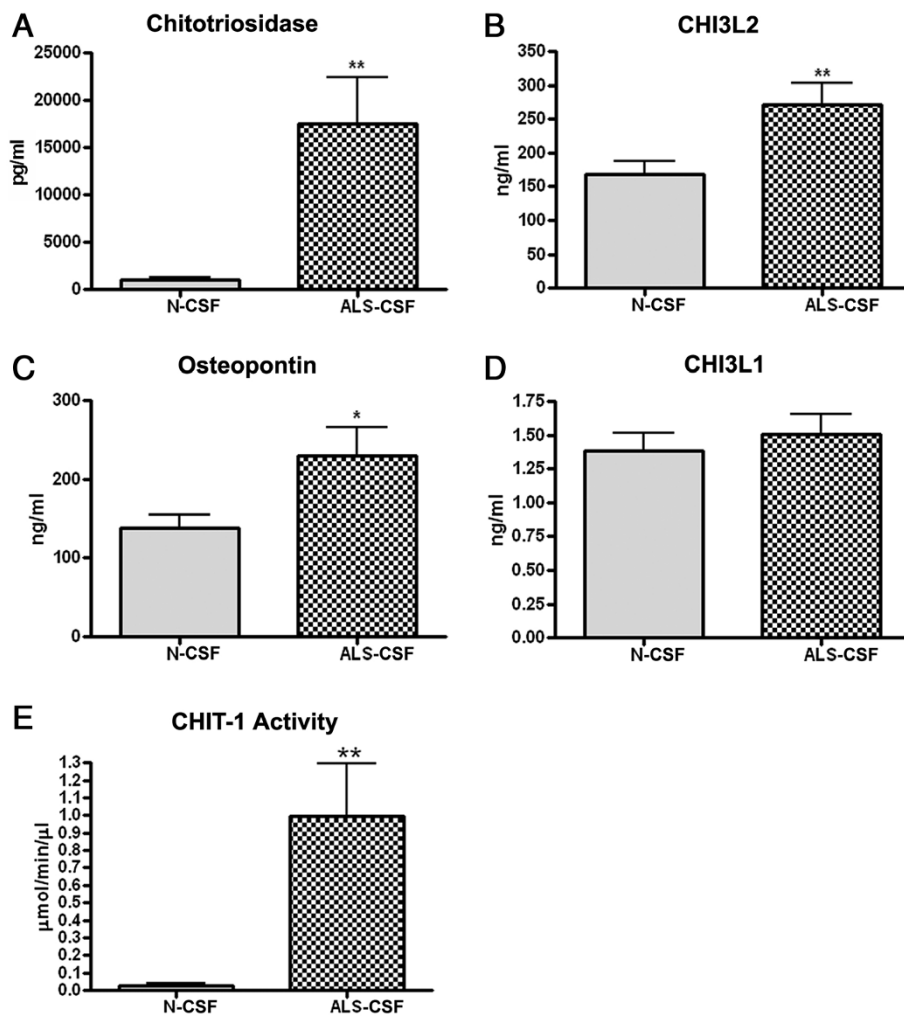 A
Chitotriosidase
25000
20000
15000
10000
5000
0
pg/ml
**
N-CSF ALS-CSF
B
CHI3L2
350
300
250
200
150
100
50
0
ng/ml
**
N-CSF ALS-CSF
C
Osteopontin
300
200
100
0
ng/ml
*
N-CSF ALS-CSF
D
CHI3L1
1.75
1.50
1.25
1.00
0.75
0.50
0.25
0.00
ng/ml
N-CSF ALS-CSF
E
CHIT-1 Activity
1.3
1.2
1.1
1.0
0.9
0.8
0.7
0.6
0.5
0.4
0.3
0.2
0.1
0.0
µmol/min/µl
**
N-CSF ALS-CSF